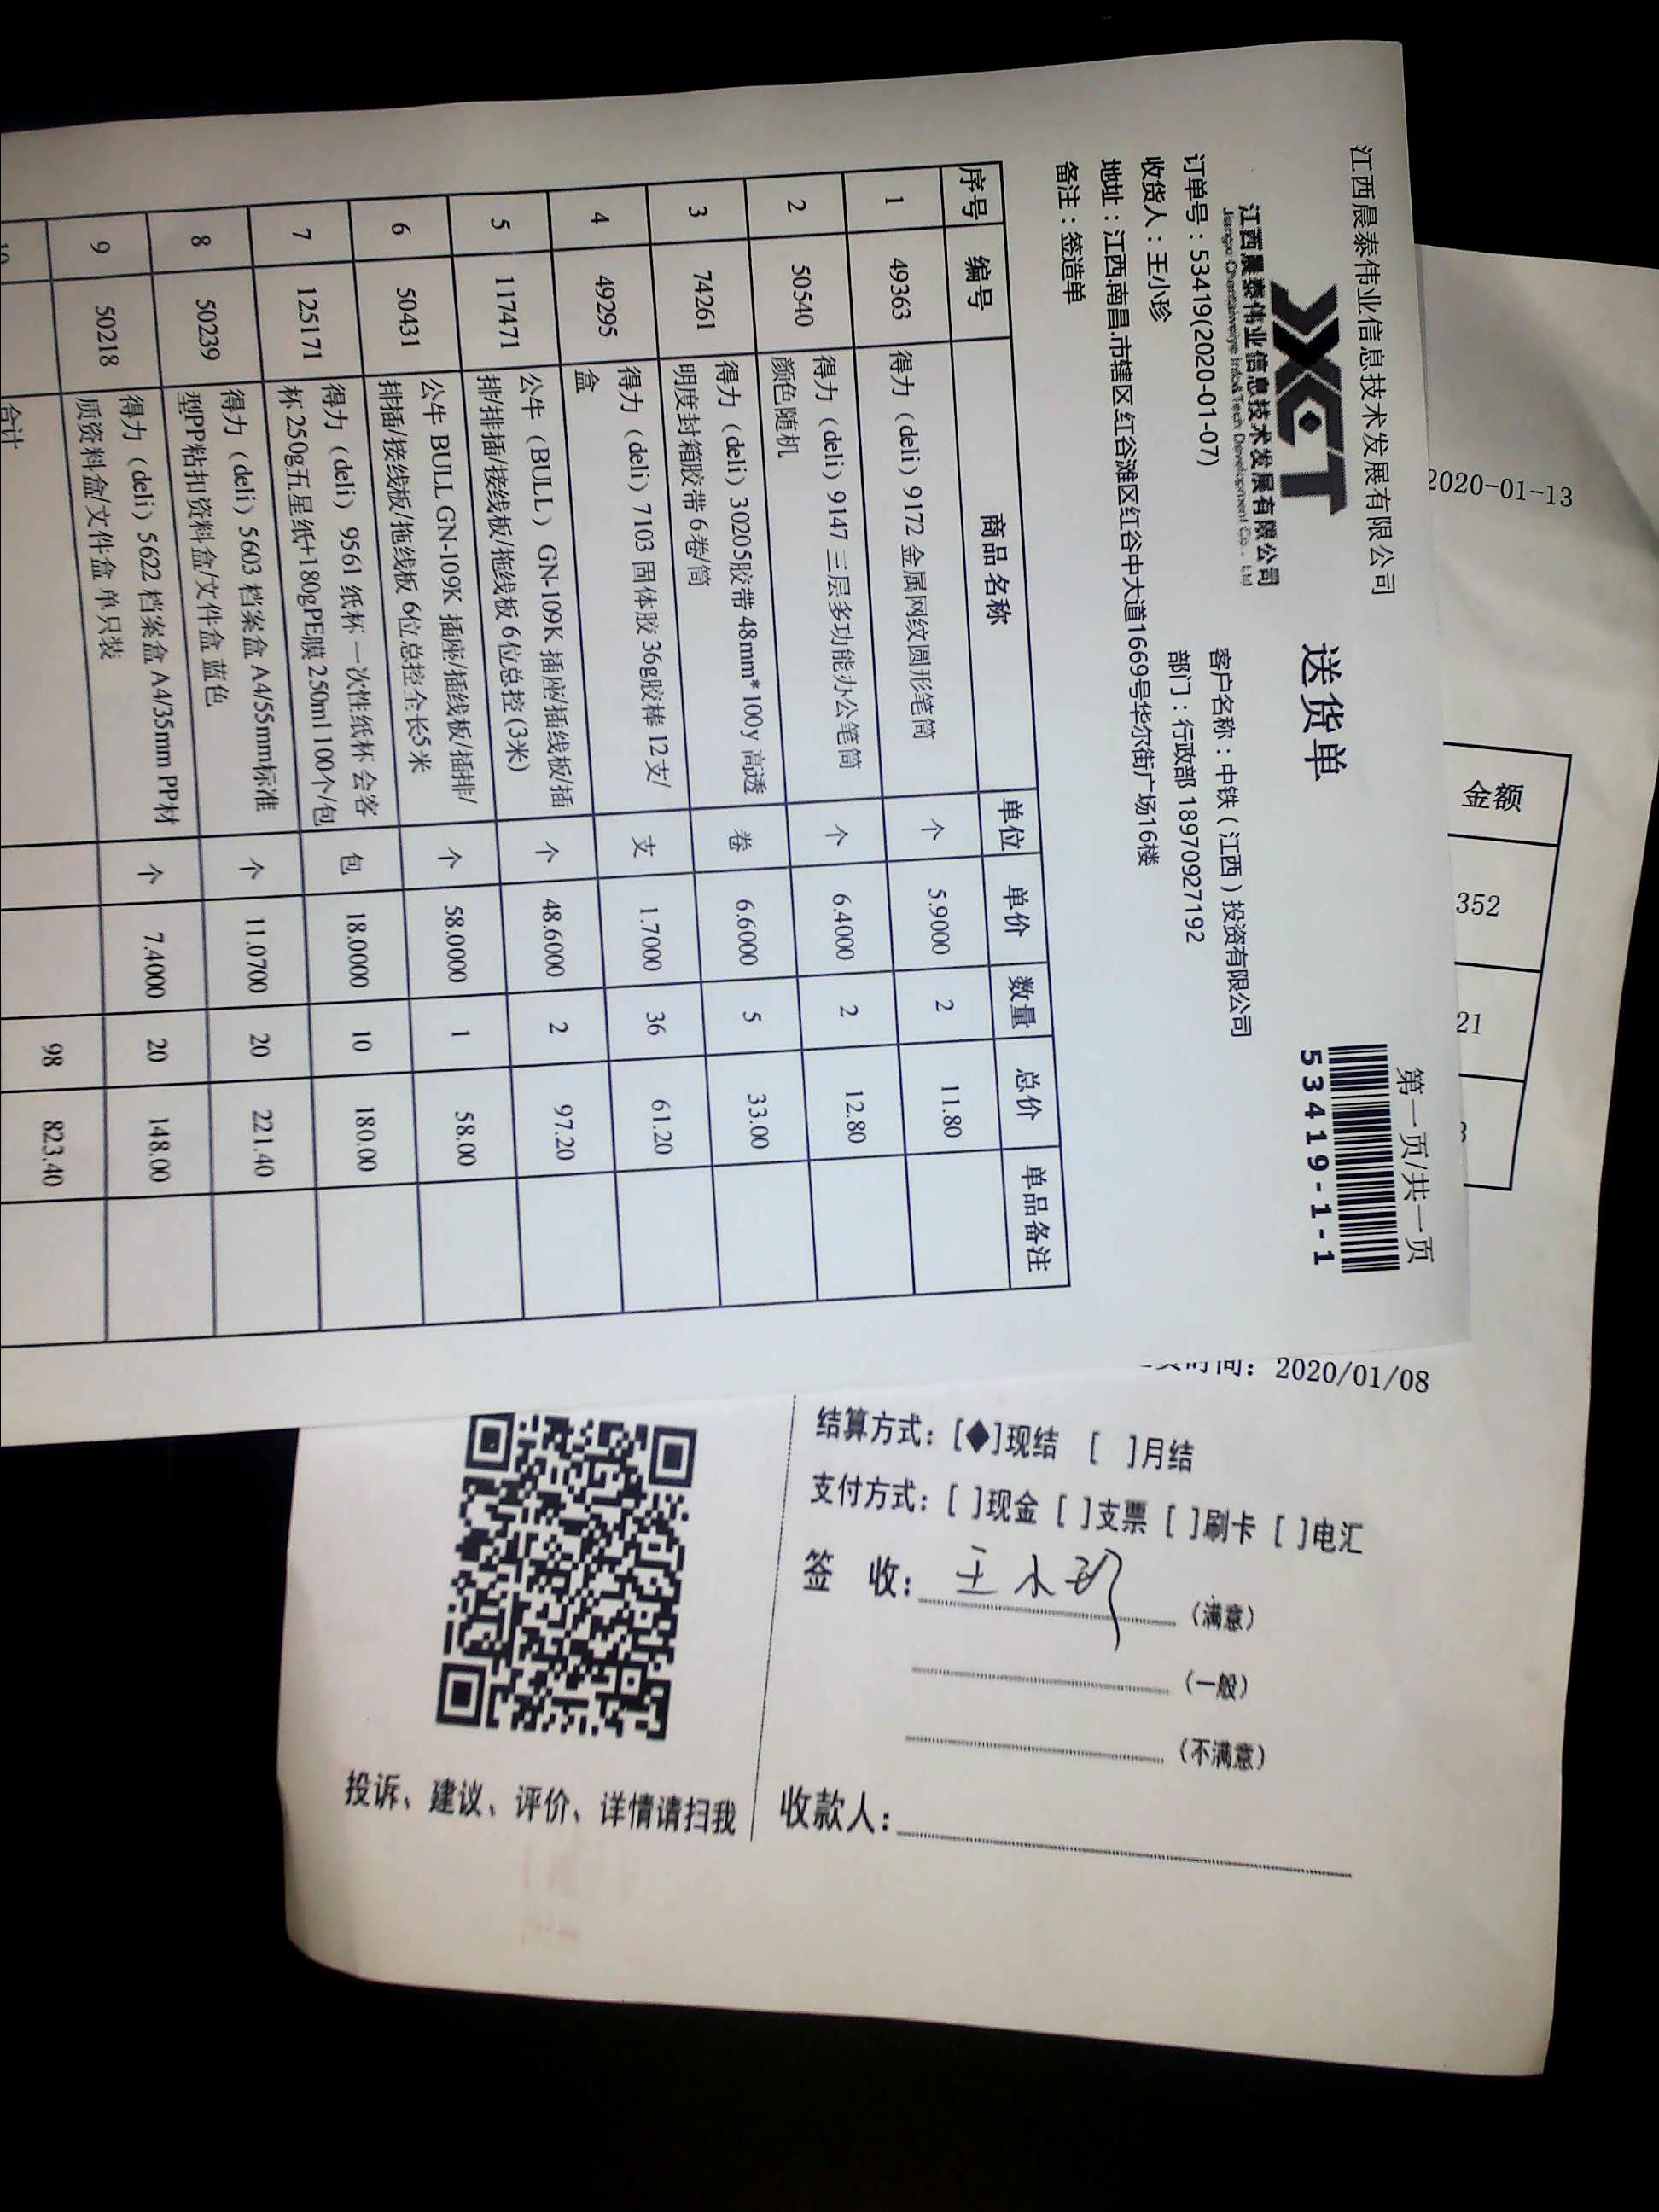 江西晨泰伟业信息技术发展有限公司
第一页/共一页
XCT
江西晨泰伟业信息技术发展有限公司
送货单
53419-1-1
订单号：53419(2020-01-07)
客户名称：中铁（江西）投资有限公司
收货人：王小珍
部门：行政部 18970927192
地址：江西.南昌.市辖区红谷滩区红谷中大道1669号华尔街广场16楼
备注：签造单
序号 编号 商品名称 单位 单价 数量 总价 单品备注
1 49363 得力（deli）9172 金属网纹圆形笔筒 个 5.9000 2 11.80
2 50540 得力（deli）9147 三层多功能办公笔筒 个 6.4000 2 12.80
颜色随机
3 74261 得力（deli）30205胶带 48mm*100y 高透 卷 6.6000 5 33.00
明度封箱胶带 6卷/筒
4 49295 得力（deli）7103 固体胶 36g胶棒 12支/ 支 1.7000 36 61.20
盒
5 117471 公牛（BULL）GN-109K 插座/插线板/插 个 48.6000 2 97.20
排/排插/接线板/拖线板 6位总控 (3米)
6 50431 公牛 BULL GN-109K 插座/插线板/插排/ 个 58.0000 1 58.00
排插/接线板/拖线板 6位总控全长5米
7 125171 得力（deli）9561 纸杯 一次性纸杯 会客 包 18.0000 10 180.00
杯 250g五星纸+180gPE膜 250ml 100个/包
8 50239 得力（deli）5603 档案盒 A4/55mm标准 个 11.0700 20 221.40
型PP粘扣资料盒/文件盒 蓝色
9 50218 得力（deli）5622 档案盒 A4/35mm PP材 个 7.4000 20 148.00
质资料盒/文件盒 单只装
10 合计 98 823.40
2020-01-13
金额
352
21
时间: 2020/01/08
结算方式: [◆]现结 [ ]月结
支付方式: [ ]现金 [ ]支票 [ ]刷卡 [ ]电汇
签 收: 王小珍 (满意)
(一般)
(不满意)
收款人:
投诉、建议、评价、详情请扫我